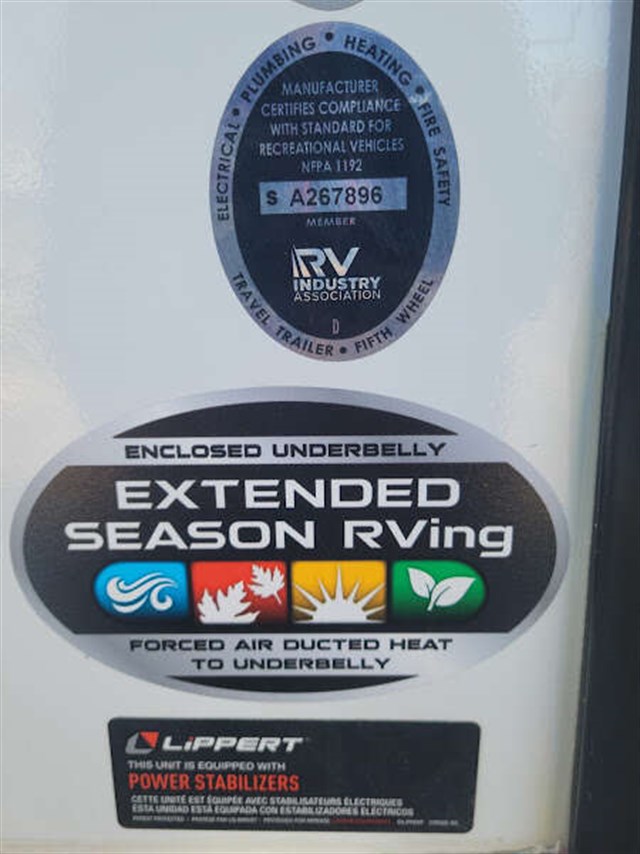 ELECTRICAL • PLUMBING • HEATING • FIRE SAFETY
MANUFACTURER
CERTIFIES COMPLIANCE
WITH STANDARD FOR
RECREATIONAL VEHICLES
NFPA 1192
S A267896
MEMBER
RV
INDUSTRY
ASSOCIATION
D
TRAVEL TRAILER • FIFTH WHEEL
ENCLOSED UNDERBELLY
EXTENDED
SEASON RVing
FORCED AIR DUCTED HEAT
TO UNDERBELLY
LiPPERT
THIS UNIT IS EQUIPPED WITH
POWER STABILIZERS
CETTE UNITÉ EST ÉQUIPÉE AVEC STABILISATEURS ÉLECTRIQUES
ESTA UNIDAD ESTÁ EQUIPADA CON ESTABILIZADORES ELÉCTRICOS